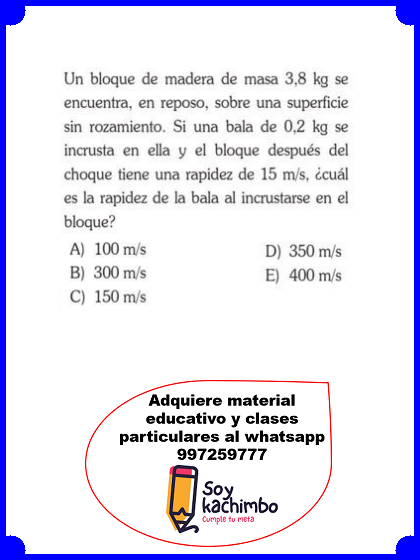 Un bloque de madera de masa 3,8 kg se
encuentra, en reposo, sobre una superficie
sin rozamiento. Si una bala de 0,2 kg se
incrusta en ella y el bloque después del
choque tiene una rapidez de 15 m/s, ¿cuál
es la rapidez de la bala al incrustarse en el
bloque?
A) 100 m/s
B) 300 m/s
C) 150 m/s
D) 350 m/s
E) 400 m/s
Adquiere material
educativo y clases
particulares al whatsapp
997259777
Soy
kachimbo
Cumple tu meta